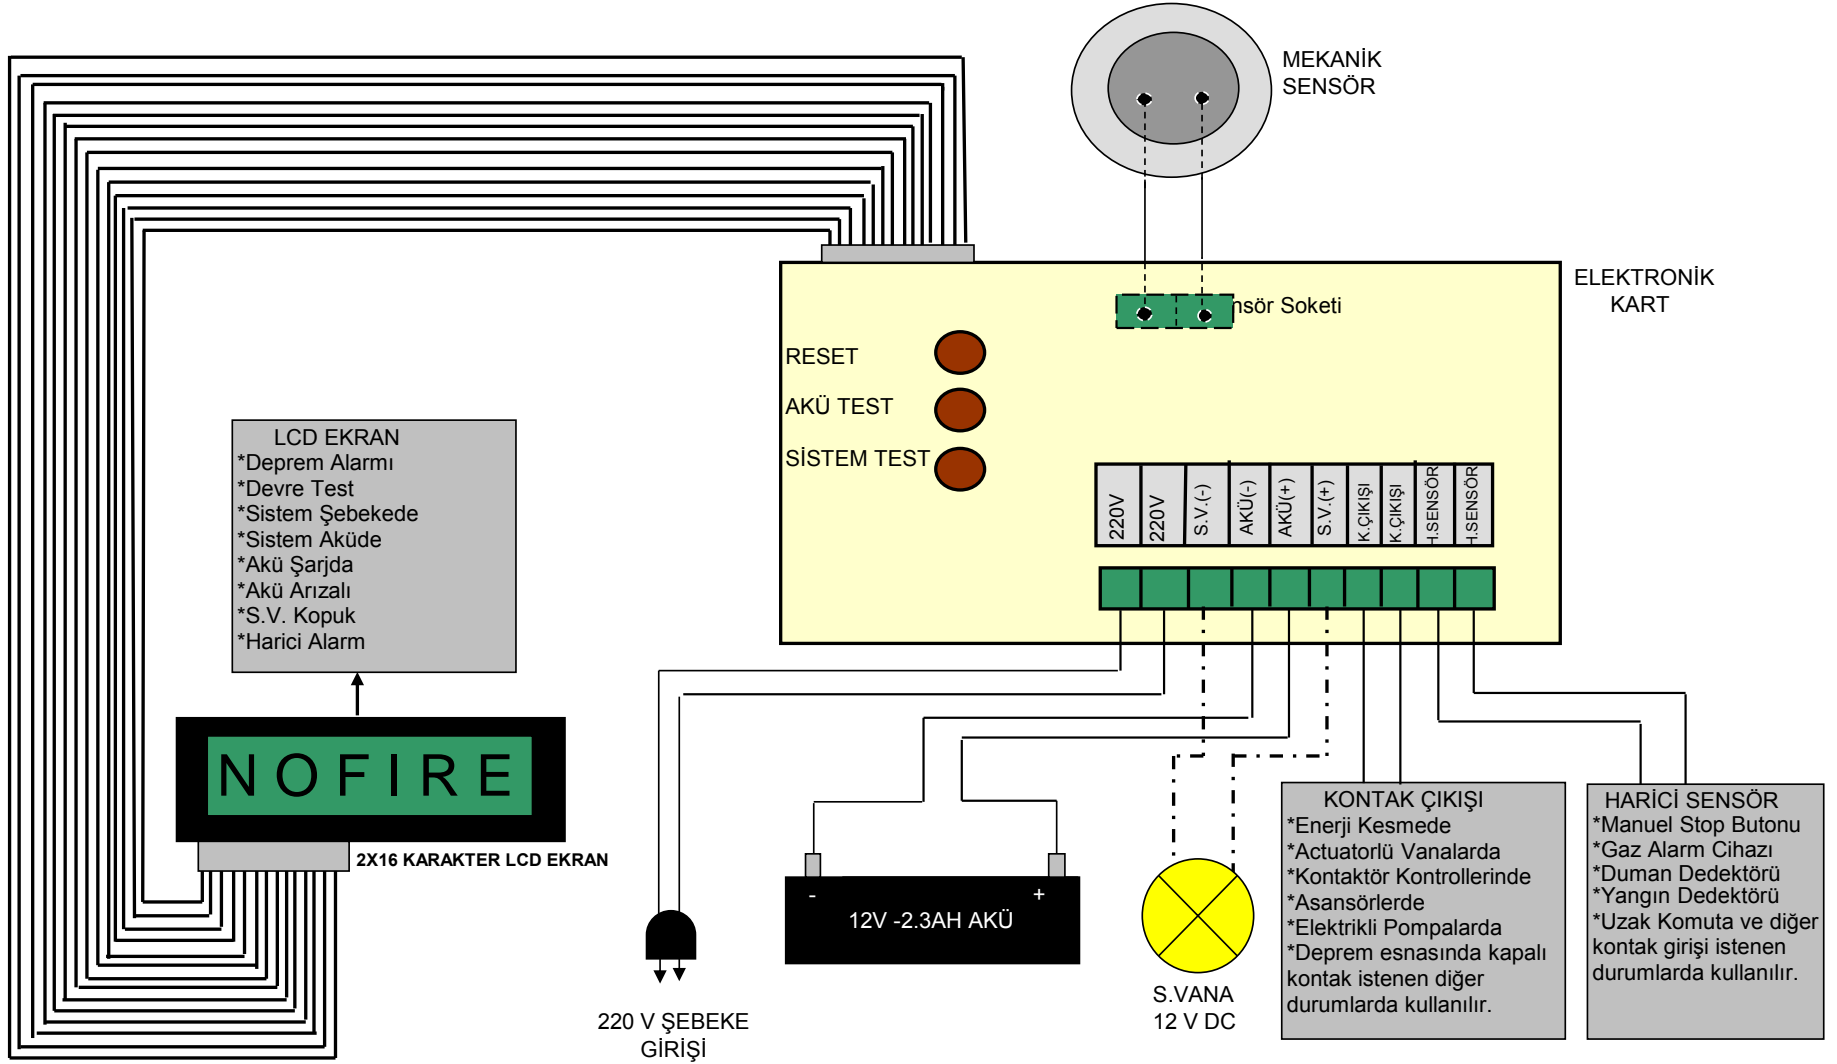 MEKANİK
SENSÖR
ELEKTRONİK
KART
nsör Soketi
RESET
AKÜ TEST
SİSTEM TEST
220V
220V
S.V.(-)
AKÜ(-)
AKÜ(+)
S.V.(+)
K.ÇIKIŞI
K.ÇIKIŞI
H.SENSÖR
H.SENSÖR
LCD EKRAN
*Deprem Alarmı
*Devre Test
*Sistem Şebekede
*Sistem Aküde
*Akü Şarjda
*Akü Arızalı
*S.V. Kopuk
*Harici Alarm
NOFIRE
2X16 KARAKTER LCD EKRAN
220 V ŞEBEKE
GİRİŞİ
- +
12V -2.3AH AKÜ
S.VANA
12 V DC
KONTAK ÇIKIŞI
*Enerji Kesmede
*Actuatorlü Vanalarda
*Kontaktör Kontrollerinde
*Asansörlerde
*Elektrikli Pompalarda
*Deprem esnasında kapalı
kontak istenen diğer
durumlarda kullanılır.
HARİCİ SENSÖR
*Manuel Stop Butonu
*Gaz Alarm Cihazı
*Duman Dedektörü
*Yangın Dedektörü
*Uzak Komuta ve diğer
kontak girişi istenen
durumlarda kullanılır.